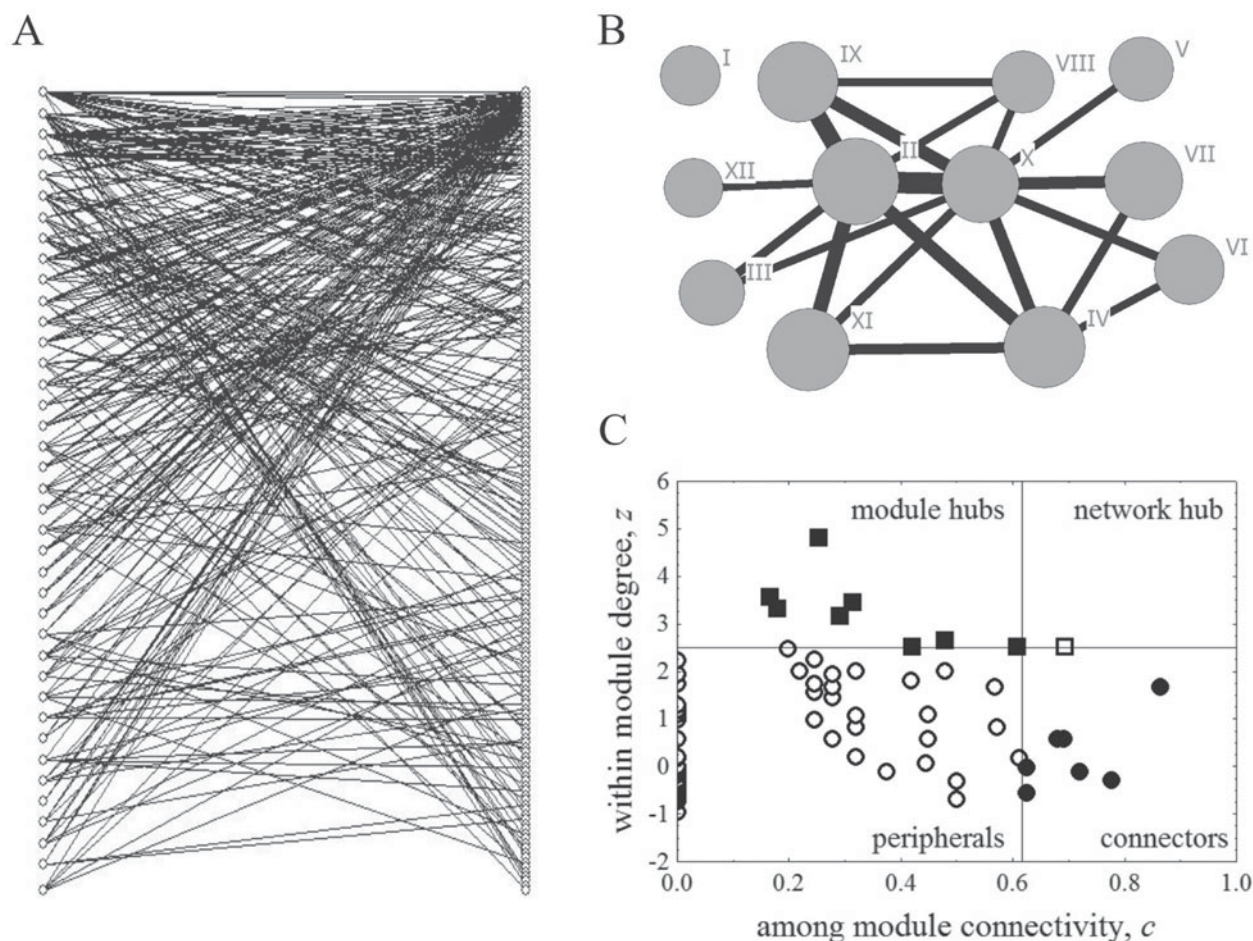 A
B
IX
VIII
V
I
II
X
VII
XII
VI
III
XI
IV
C
6
5
4
3
2
1
0
-1
-2
within module degree, z
module hubs
network hub
peripherals
connectors
0.0 0.2 0.4 0.6 0.8 1.0
among module connectivity, c